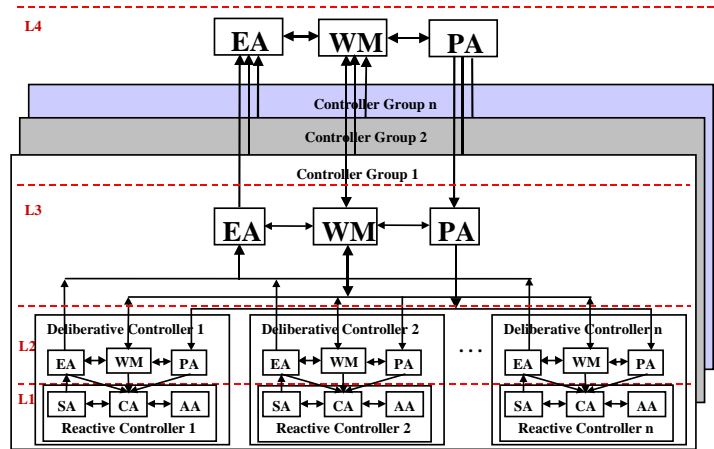 L4
EA WM PA
Controller Group n
Controller Group 2
Controller Group 1
L3
EA WM PA
Deliberative Controller 1 Deliberative Controller 2 Deliberative Controller n
L2
EA WM PA EA WM PA ... EA WM PA
L1
SA CA AA SA CA AA SA CA AA
Reactive Controller 1 Reactive Controller 2 Reactive Controller n